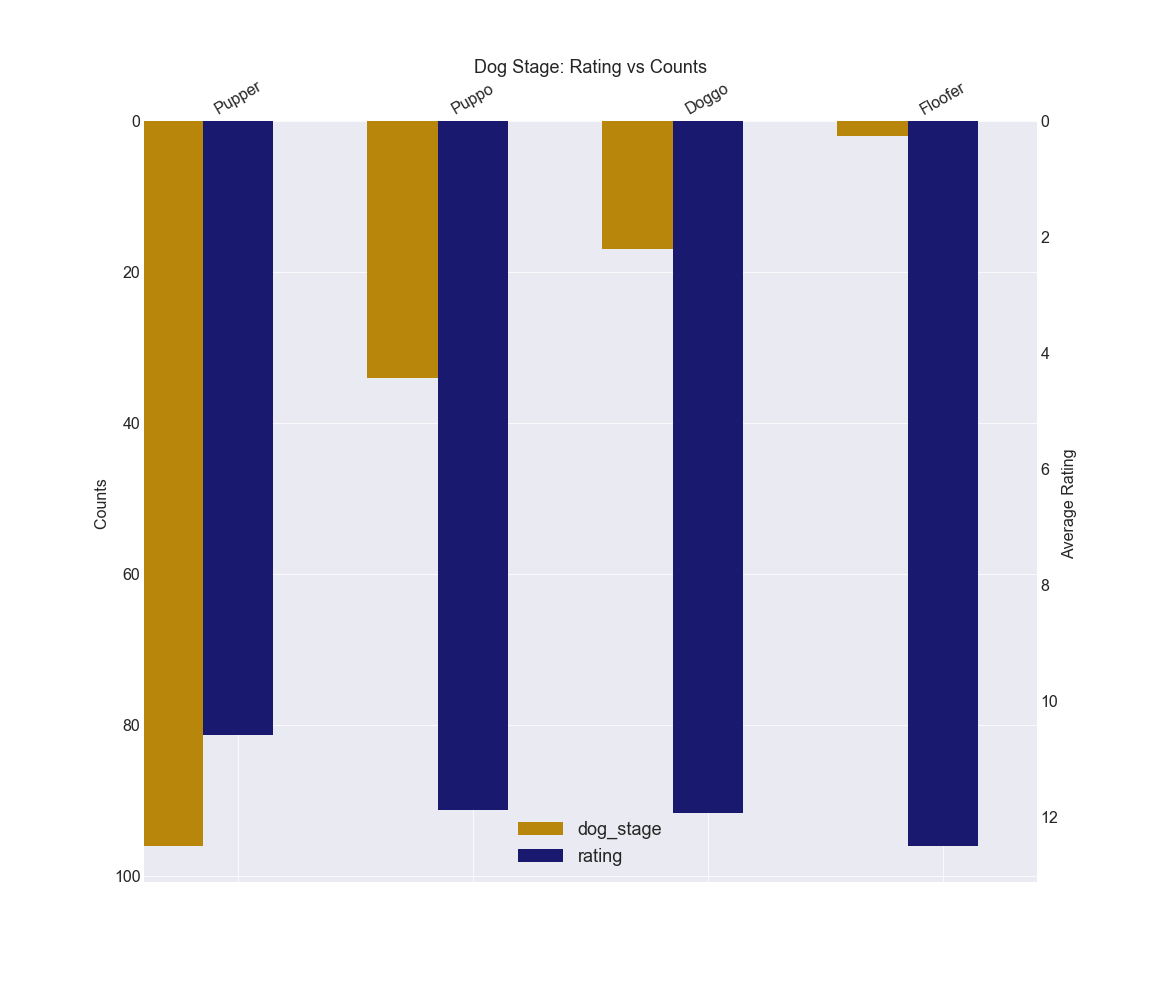 Dog Stage: Rating vs Counts
Pupper
Puppo
Doggo
Floofer
0
20
40
60
80
100
Counts
0
2
4
6
8
10
12
Average Rating
dog_stage
rating